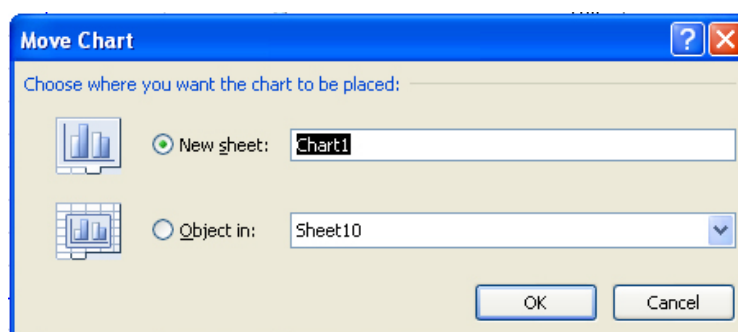 Move Chart
Choose where you want the chart to be placed:
New sheet: Chart1
Object in: Sheet10
OK Cancel